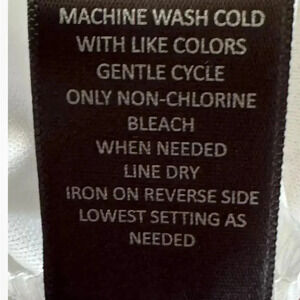 MACHINE WASH COLD
WITH LIKE COLORS
GENTLE CYCLE
ONLY NON-CHLORINE
BLEACH
WHEN NEEDED
LINE DRY
IRON ON REVERSE SIDE
LOWEST SETTING AS
NEEDED